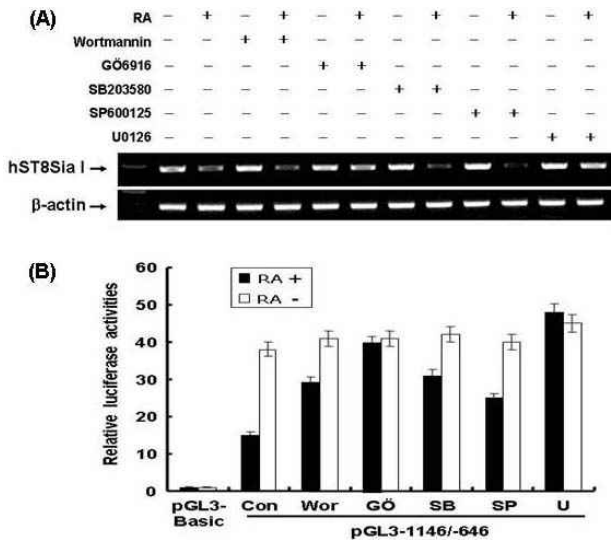 (A)
RA − + − + − + − + − + − +
Wortmannin − − + + − − − − − − − −
GÖ6916 − − − − + + − − − − − −
SB203580 − − − − − − + + − − − −
SP600125 − − − − − − − − + + − −
U0126 − − − − − − − − − − + +
hST8Sia I →
β-actin →
(B)
Relative luciferase activities
60
50
40
30
20
10
0
RA +
RA -
pGL3-Basic Con Wor GÖ SB SP U
pGL3-1146/-646